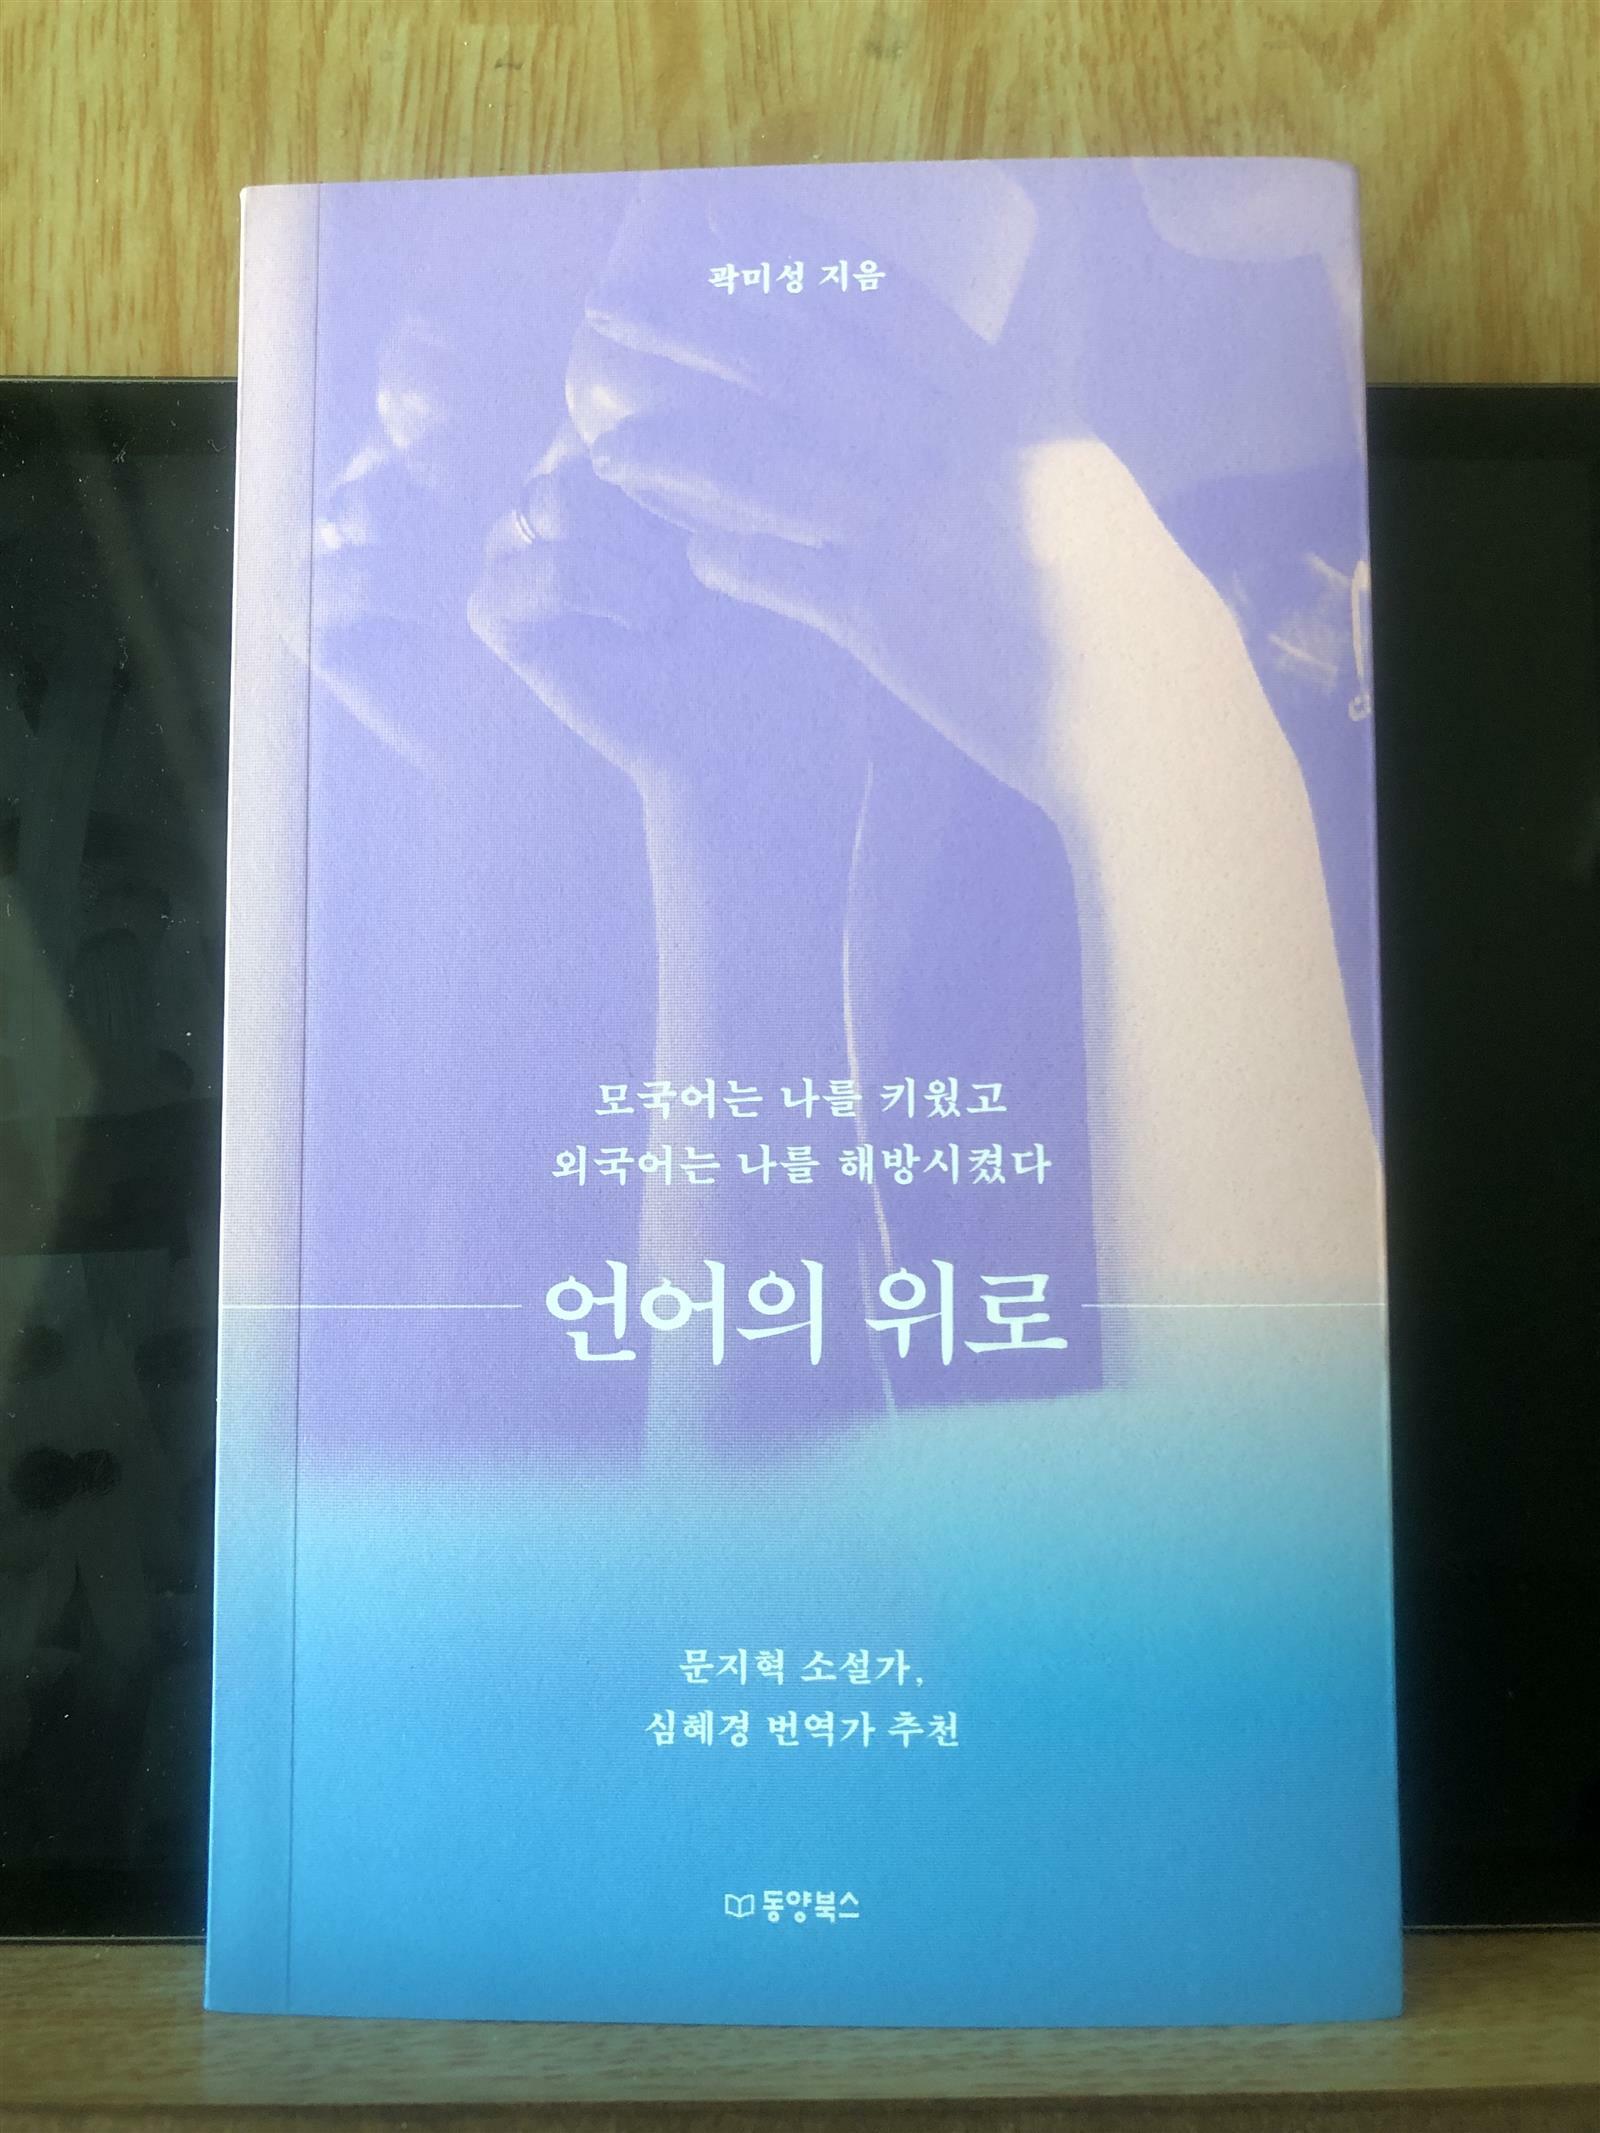 곽미성 지음
모국어는 나를 키웠고
외국어는 나를 해방시켰다
언어의 위로
문지혁 소설가,
심혜경 번역가 추천
동양북스